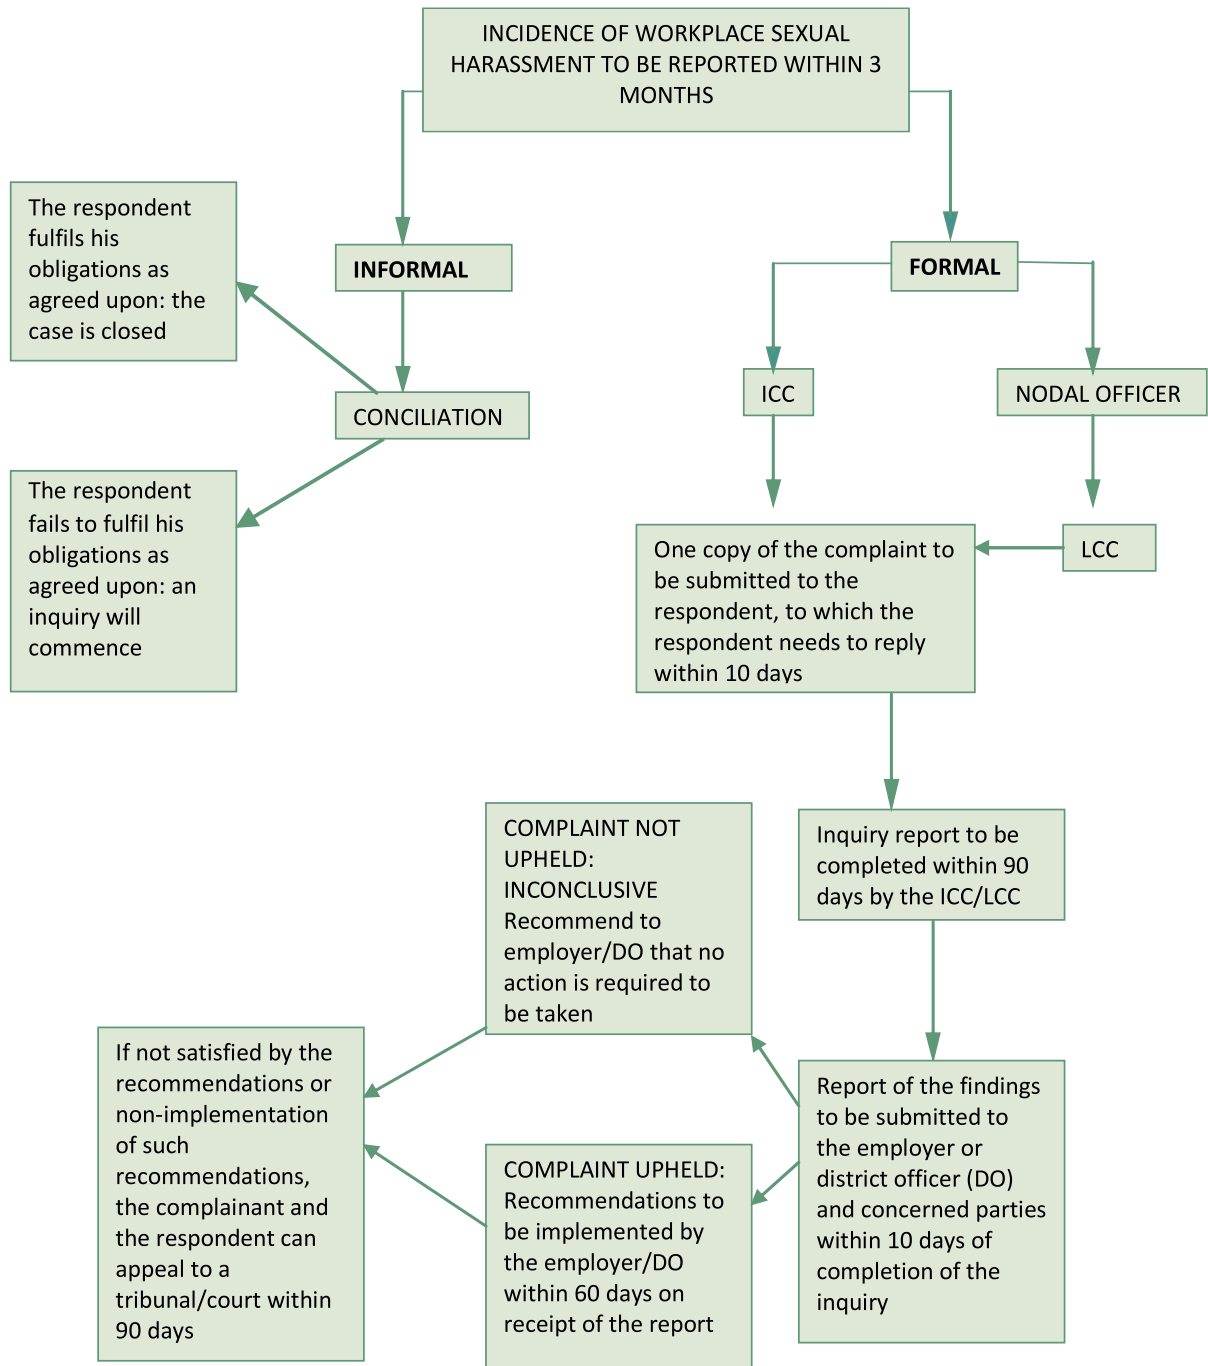 INCIDENCE OF WORKPLACE SEXUAL
HARASSMENT TO BE REPORTED WITHIN 3
MONTHS
The respondent
fulfils his
obligations as
agreed upon: the
case is closed
INFORMAL
FORMAL
CONCILIATION
ICC
NODAL OFFICER
The respondent
fails to fulfil his
obligations as
agreed upon: an
inquiry will
commence
One copy of the complaint to
be submitted to the
respondent, to which the
respondent needs to reply
within 10 days
LCC
Inquiry report to be
completed within 90
days by the ICC/LCC
COMPLAINT NOT
UPHELD:
INCONCLUSIVE
Recommend to
employer/DO that no
action is required to
be taken
Report of the findings
to be submitted to
the employer or
district officer (DO)
and concerned parties
within 10 days of
completion of the
inquiry
COMPLAINT UPHELD:
Recommendations to
be implemented by
the employer/DO
within 60 days on
receipt of the report
If not satisfied by the
recommendations or
non-implementation
of such
recommendations,
the complainant and
the respondent can
appeal to a
tribunal/court within
90 days